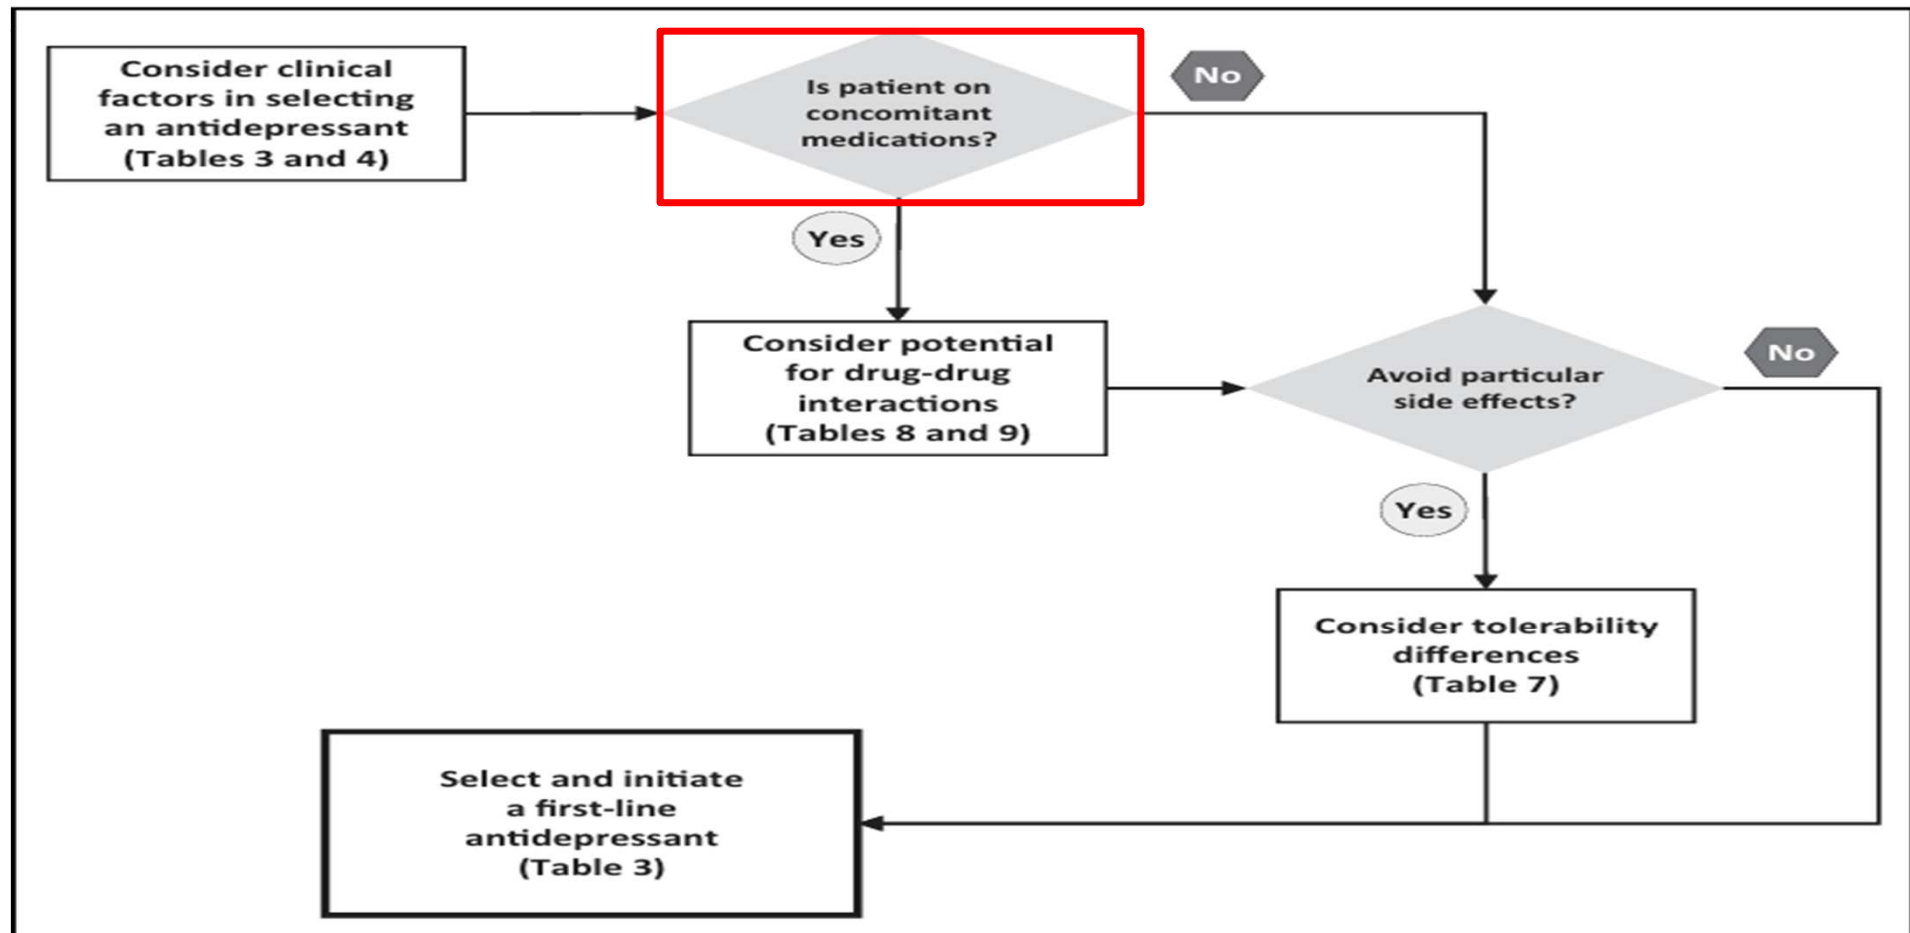 Consider clinical
factors in selecting
an antidepressant
(Tables 3 and 4)
Is patient on
concomitant
medications?
No
Yes
Consider potential
for drug-drug
interactions
(Tables 8 and 9)
Avoid particular
side effects?
No
Yes
Consider tolerability
differences
(Table 7)
Select and initiate
a first-line
antidepressant
(Table 3)